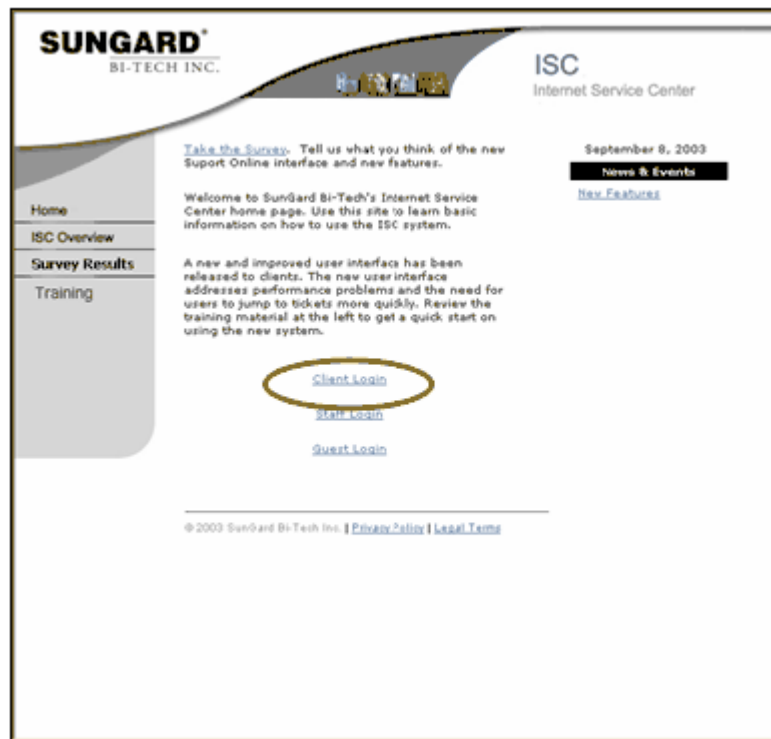 SUNGARD®
BI-TECH INC.
ISC
Internet Service Center
Take the Survey. Tell us what you think of the new
Suport Online interface and new features.
September 8, 2003
News & Events
New Features
Welcome to SunGard Bi-Tech's Internet Service
Center home page. Use this site to learn basic
information on how to use the ISC system.
Home
ISC Overview
Survey Results
Training
A new and improved user interface has been
released to clients. The new user interface
addresses performance problems and the need for
users to jump to tickets more quickly. Review the
training material at the left to get a quick start on
using the new system.
Client Login
Staff Login
Guest Login
© 2003 SunGard Bi-Tech Inc. | Privacy Policy | Legal Terms